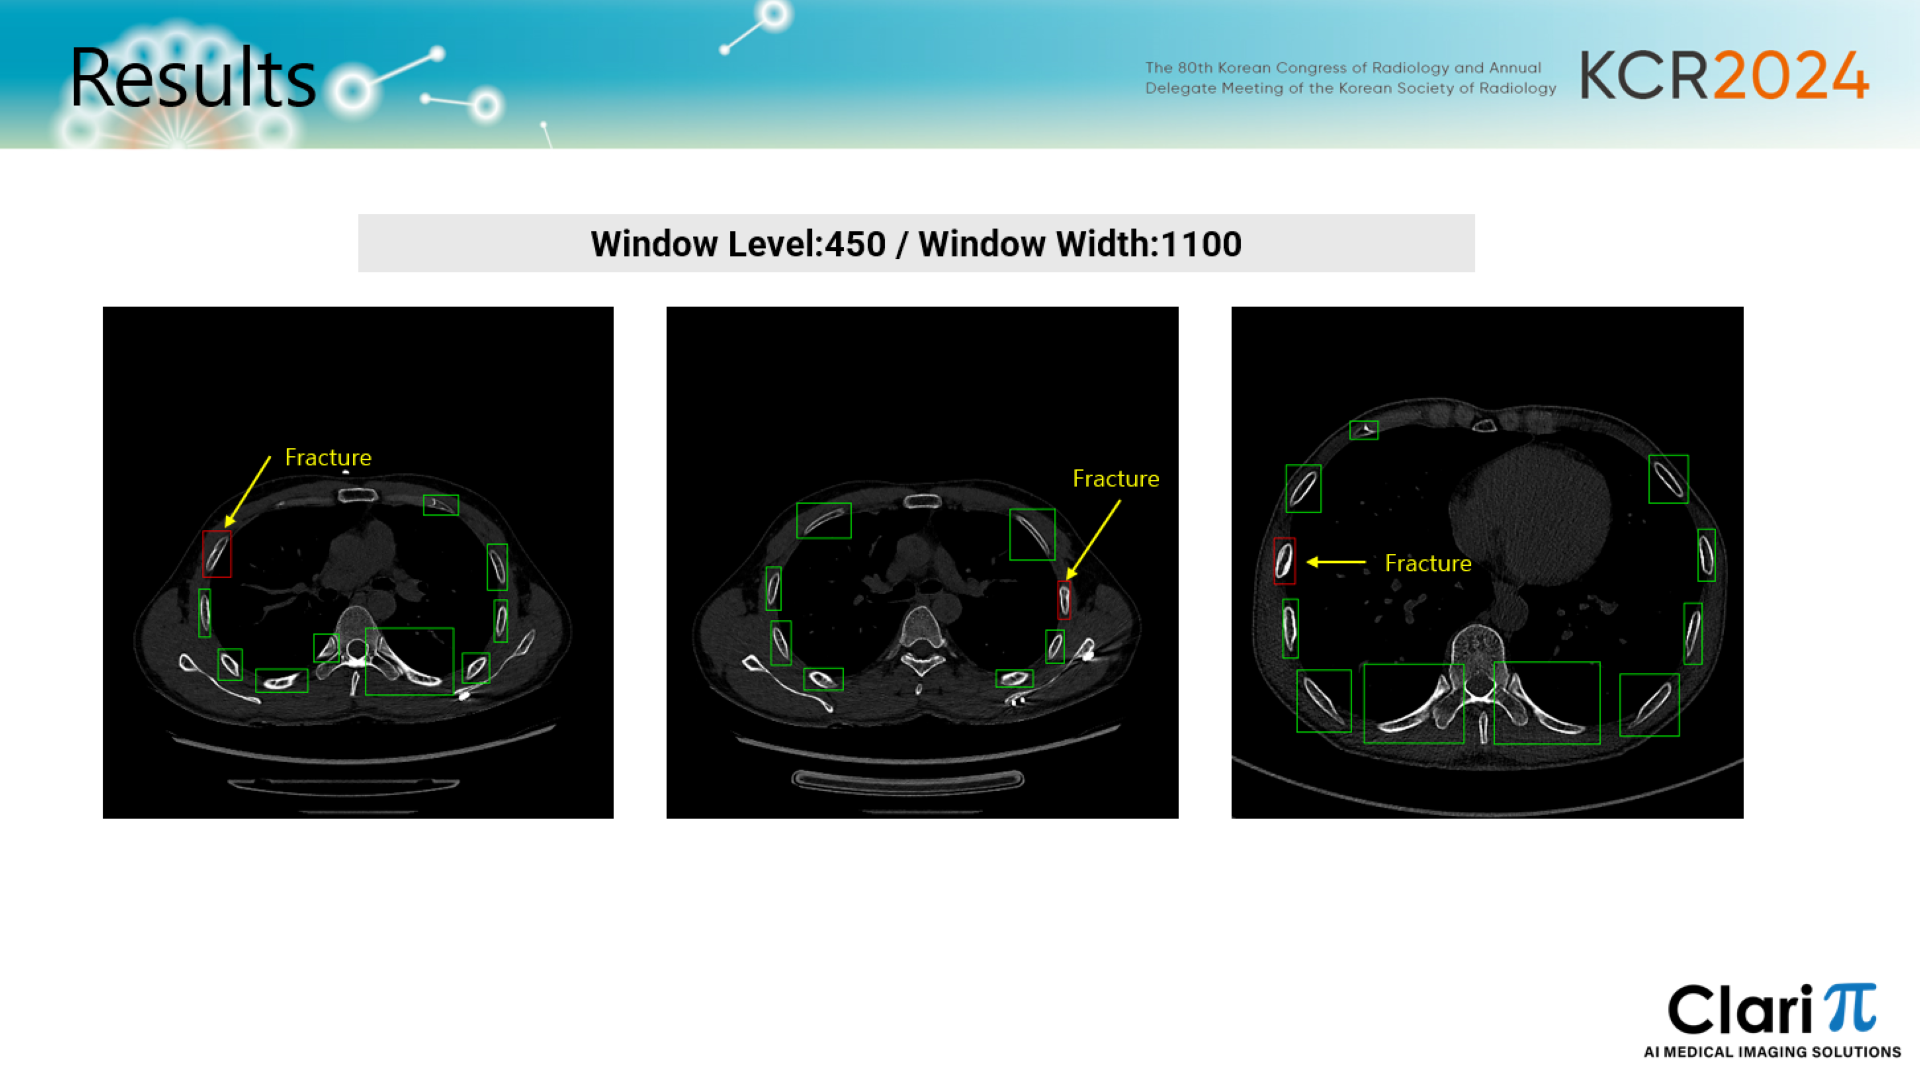 Results
The 80th Korean Congress of Radiology and Annual
Delegate Meeting of the Korean Society of Radiology
KCR2024
Window Level:450 / Window Width:1100
Fracture
Fracture
Fracture
Clari π
AI MEDICAL IMAGING SOLUTIONS